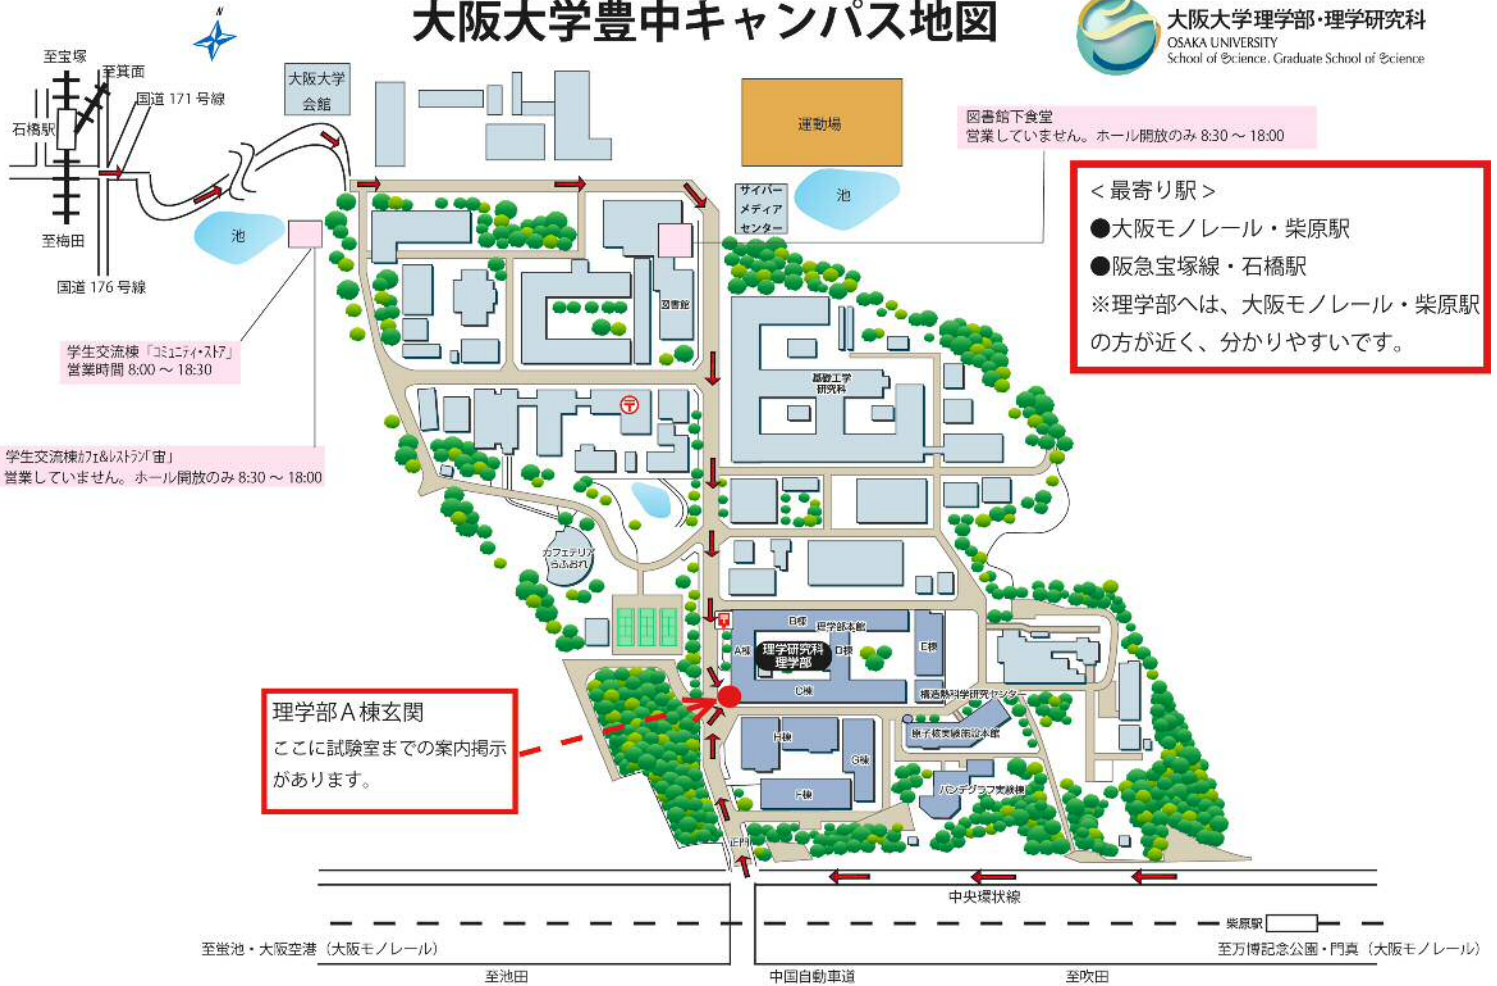 大阪大学豊中キャンパス地図
大阪大学理学部・理学研究科
OSAKA UNIVERSITY
School of Science. Graduate School of Science
N
至宝塚
至箕面
国道 171 号線
石橋駅
至梅田
国道 176 号線
大阪大学
会館
池
運動場
サイバー
メディア
センター
池
図書館下食堂
営業していません。ホール開放のみ 8:30 ～ 18:00
< 最寄り駅 >
●大阪モノレール・柴原駅
●阪急宝塚線・石橋駅
※理学部へは、大阪モノレール・柴原駅
の方が近く、分かりやすいです。
学生交流棟「コミュニティ・ストア」
営業時間 8:00 ～ 18:30
学生交流棟カフェ&レストラン「宙」
営業していません。ホール開放のみ 8:30 ～ 18:00
図書館
基礎工学
研究科
〒
カフェテリア
らふおれ
B棟
理学部本館
A棟
理学研究科
理学部
D棟
E棟
C棟
構造熱科学研究センター
原子核実験施設本館
H棟
G棟
F棟
バンデグラフ実験棟
理学部A棟玄関
ここに試験室までの案内掲示
があります。
正門
中央環状線
柴原駅
至蛍池・大阪空港（大阪モノレール）
至万博記念公園・門真（大阪モノレール）
至池田
中国自動車道
至吹田